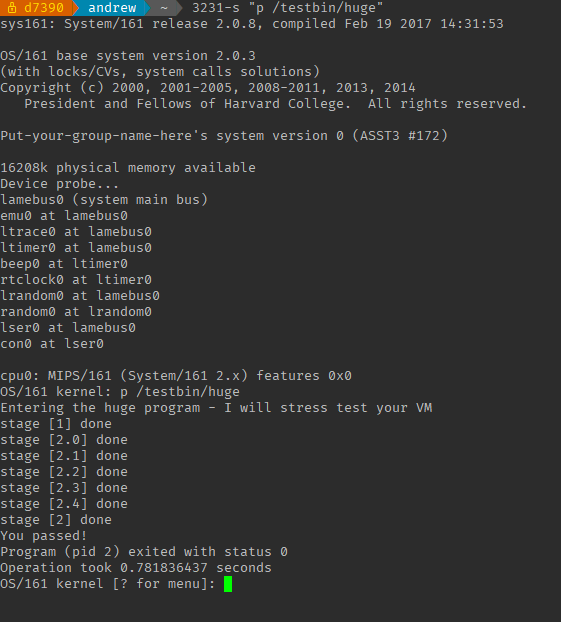 d7390 andrew ~ 3231-s "p /testbin/huge"
sys161: System/161 release 2.0.8, compiled Feb 19 2017 14:31:53
OS/161 base system version 2.0.3
(with locks/CVs, system calls solutions)
Copyright (c) 2000, 2001-2005, 2008-2011, 2013, 2014
President and Fellows of Harvard College.  All rights reserved.
Put-your-group-name-here's system version 0 (ASST3 #172)
16208k physical memory available
Device probe...
lamebus0 (system main bus)
emu0 at lamebus0
ltrace0 at lamebus0
ltimer0 at lamebus0
beep0 at ltimer0
rtclock0 at ltimer0
lrandom0 at lamebus0
random0 at lrandom0
lser0 at lamebus0
con0 at lser0
cpu0: MIPS/161 (System/161 2.x) features 0x0
OS/161 kernel: p /testbin/huge
Entering the huge program - I will stress test your VM
stage [1] done
stage [2.0] done
stage [2.1] done
stage [2.2] done
stage [2.3] done
stage [2.4] done
stage [2] done
You passed!
Program (pid 2) exited with status 0
Operation took 0.781836437 seconds
OS/161 kernel [? for menu]: